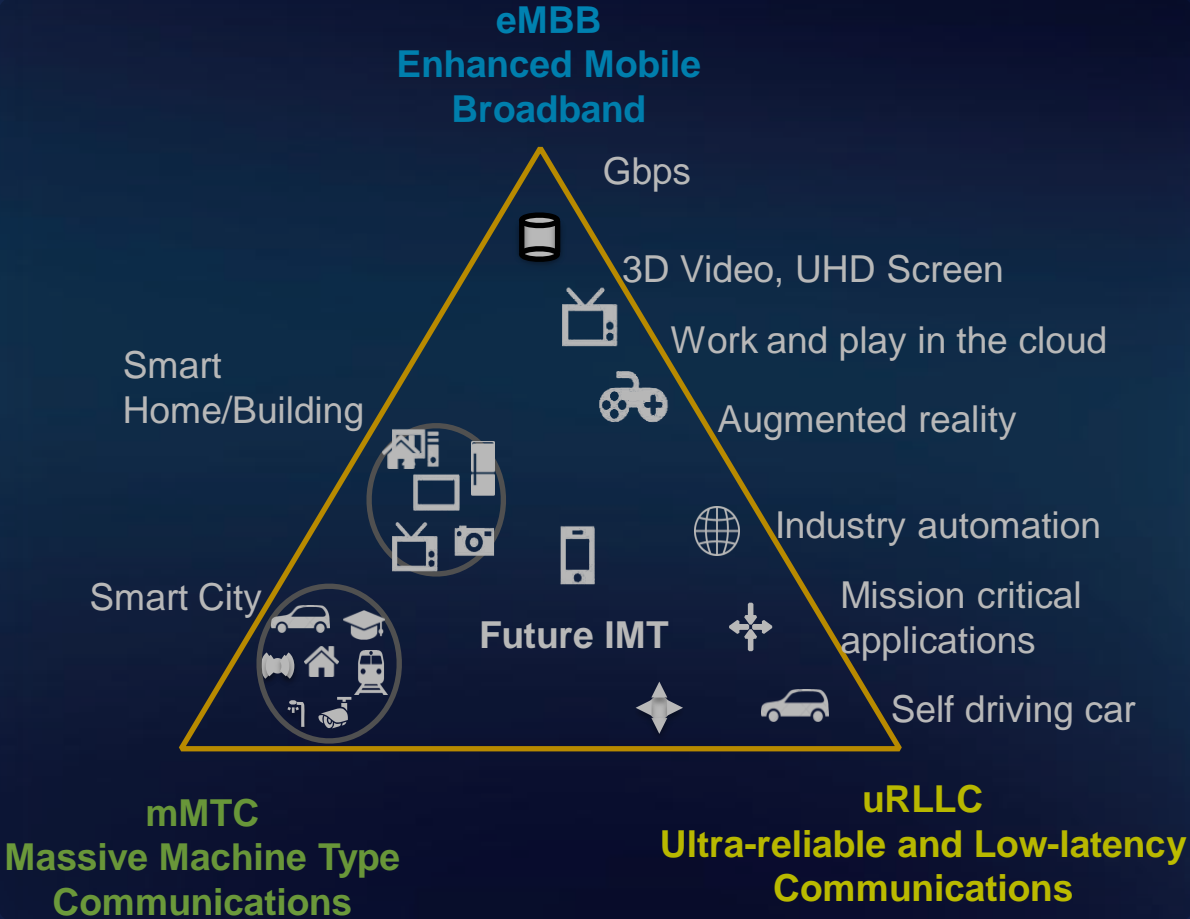 eMBB
Enhanced Mobile
Broadband
Gbps
3D Video, UHD Screen
Work and play in the cloud
Smart
Home/Building
Augmented reality
Industry automation
Smart City
Mission critical
applications
Future IMT
Self driving car
mMTC
Massive Machine Type
Communications
uRLLC
Ultra-reliable and Low-latency
Communications